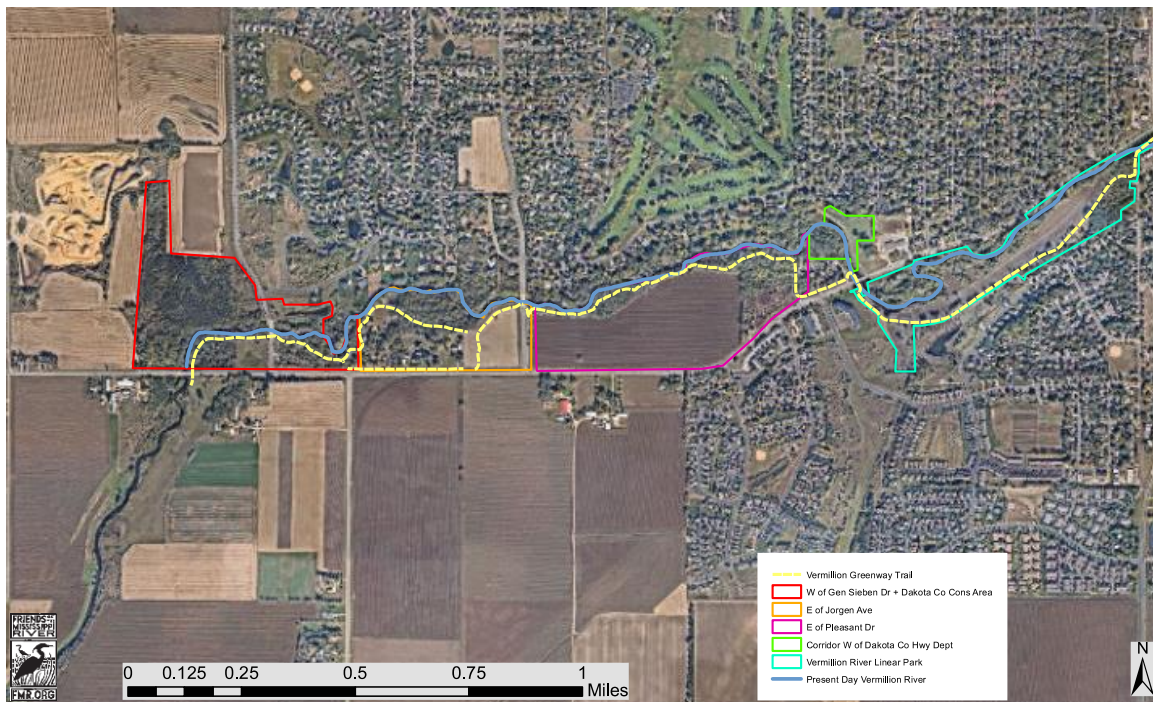 Vermillion Greenway Trail
W of Gen Sieben Dr + Dakota Co Cons Area
E of Jorgen Ave
E of Pleasant Dr
Corridor W of Dakota Co Hwy Dept
Vermillion River Linear Park
Present Day Vermillion River
FRIENDS OF THE
MISSISSIPPI
RIVER
FMR.ORG
0 0.125 0.25 0.5 0.75 1
Miles
N